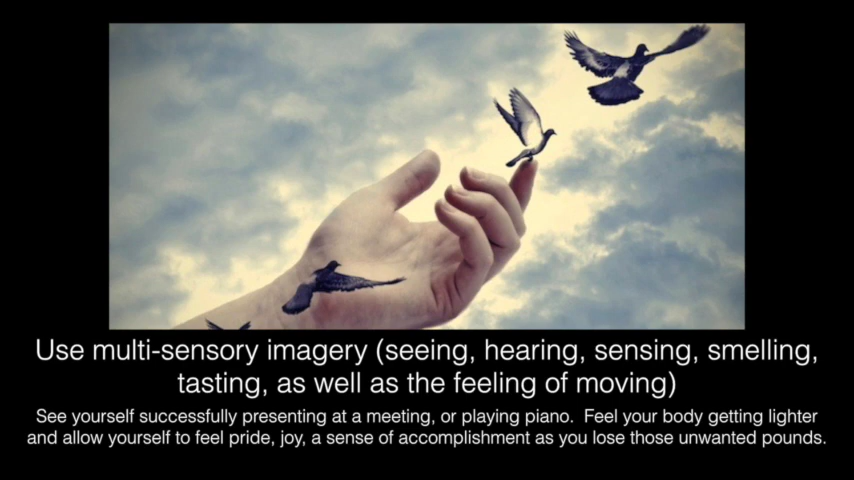 Use multi-sensory imagery (seeing, hearing, sensing, smelling,
tasting, as well as the feeling of moving)
See yourself successfully presenting at a meeting, or playing piano.  Feel your body getting lighter
and allow yourself to feel pride, joy, a sense of accomplishment as you lose those unwanted pounds.